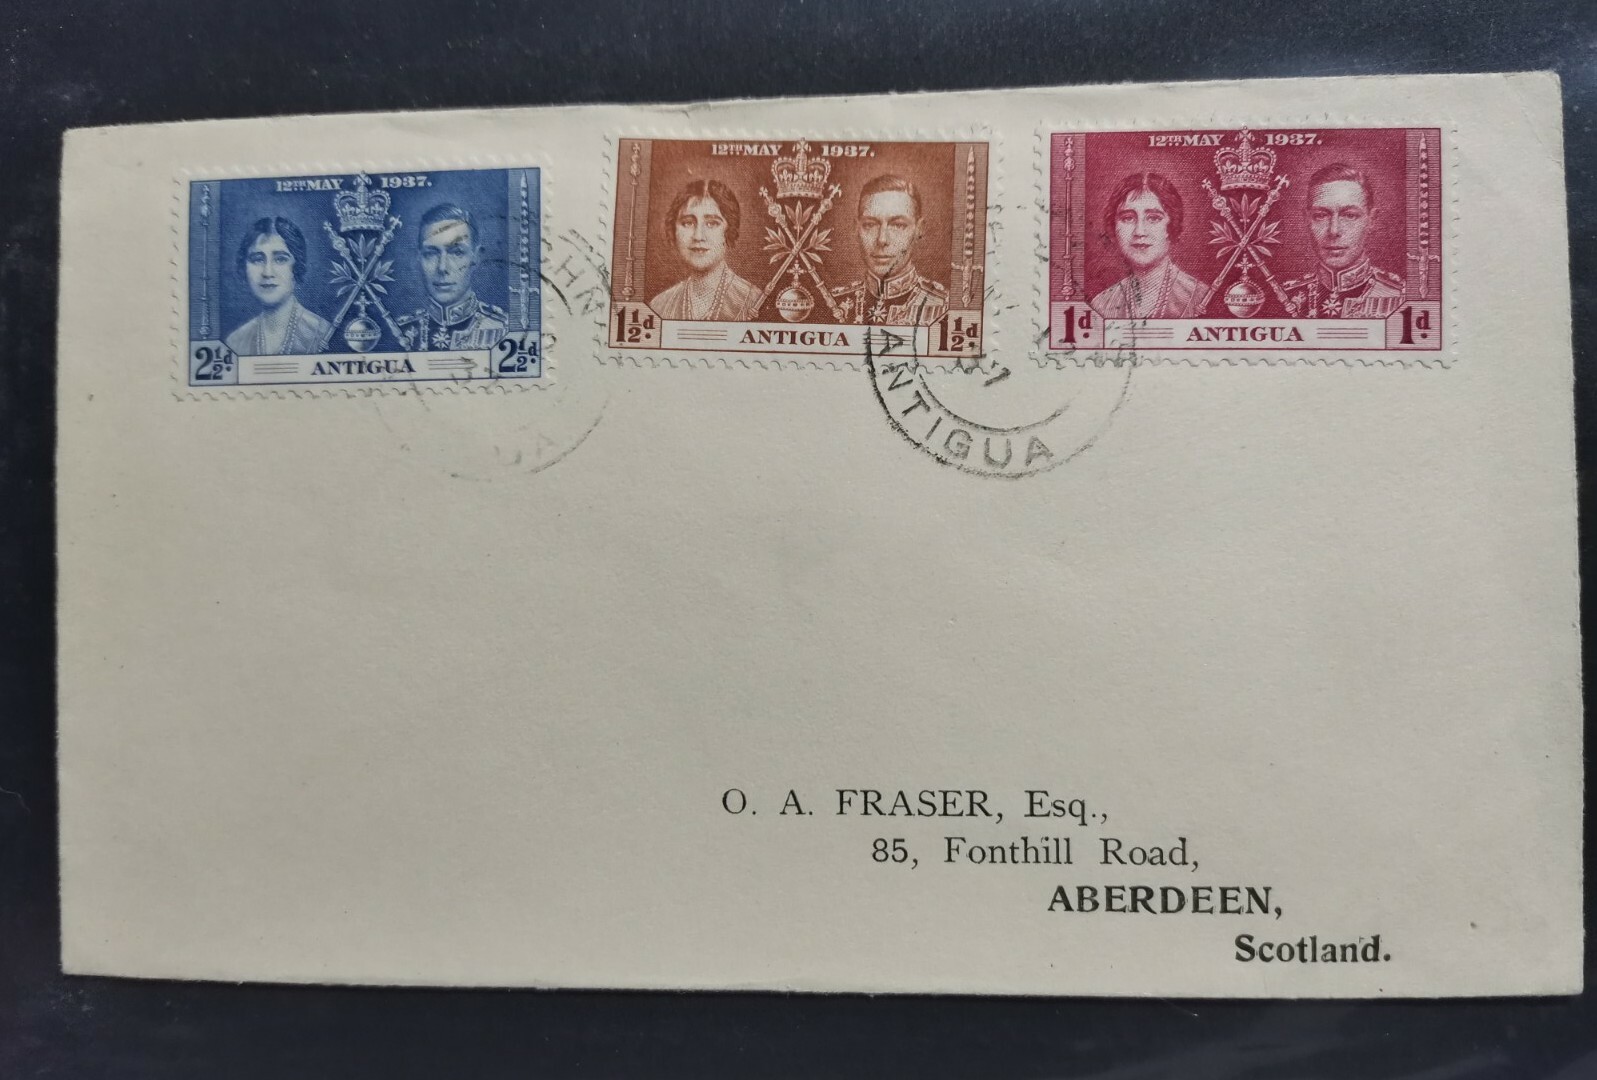 12TH MAY 1937.
2½d ANTIGUA 2½d.
12TH MAY 1937.
1½d ANTIGUA 1½d.
12TH MAY 1937.
1d. ANTIGUA 1d.
ANTIGUA
O. A. FRASER, Esq.,
85, Fonthill Road,
ABERDEEN,
Scotland.